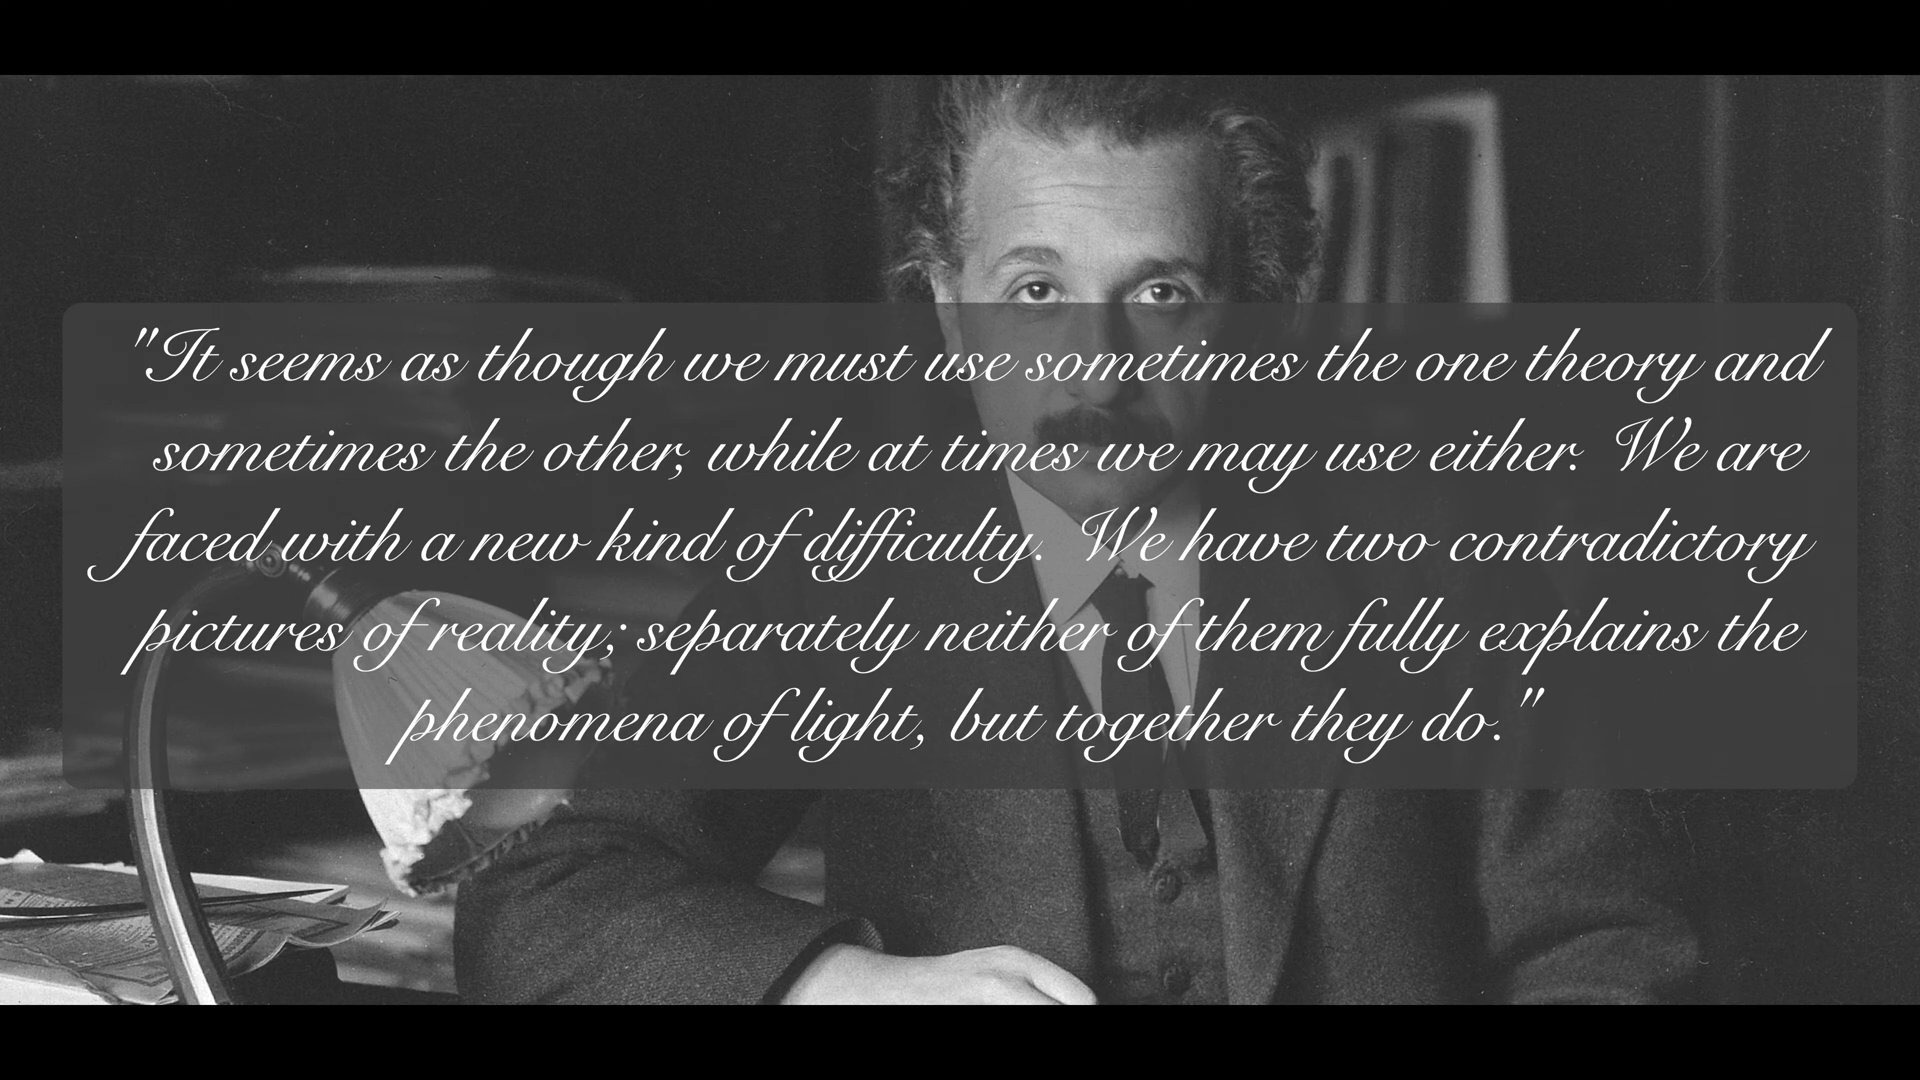 "It seems as though we must use sometimes the one theory and
sometimes the other, while at times we may use either. We are
faced with a new kind of difficulty. We have two contradictory
pictures of reality; separately neither of them fully explains the
phenomena of light, but together they do."